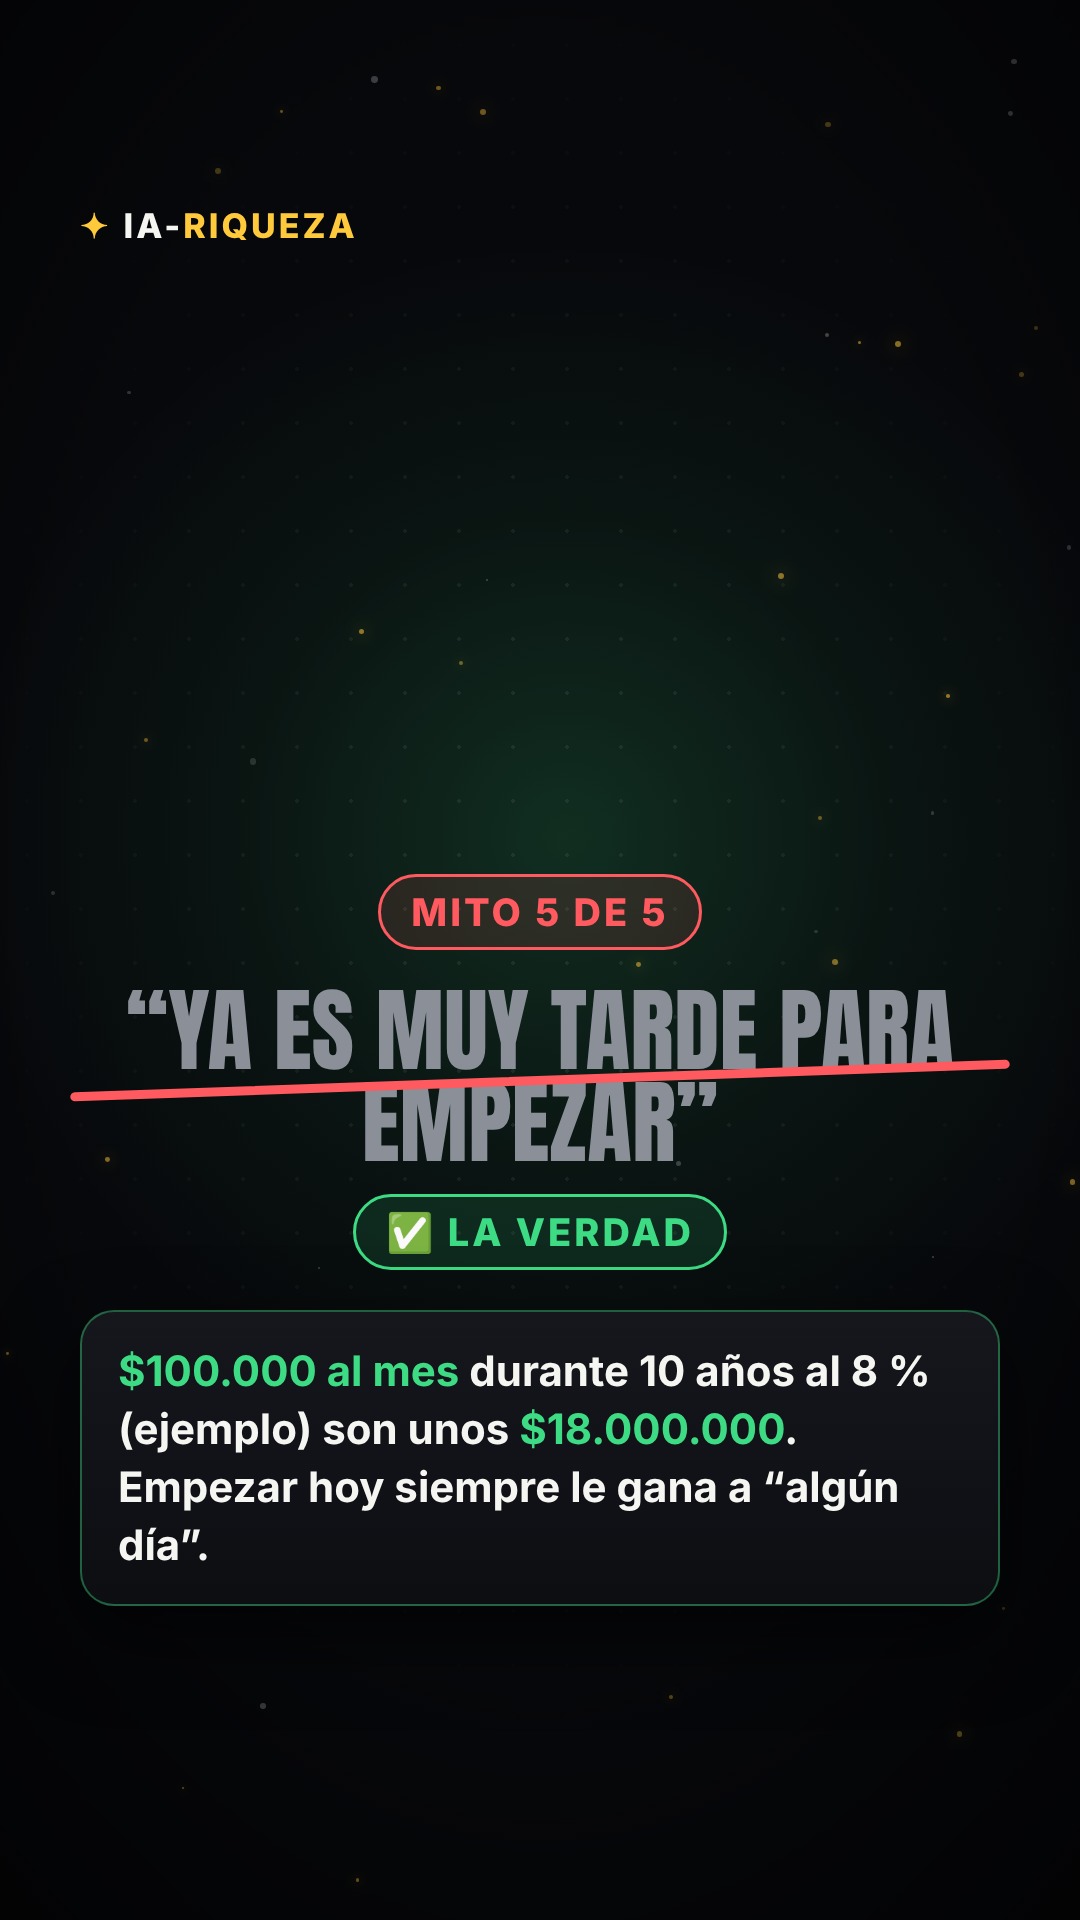 ✦ IA-RIQUEZA
MITO 5 DE 5
“YA ES MUY TARDE PARA
EMPEZAR”
✅ LA VERDAD
$100.000 al mes durante 10 años al 8 %
(ejemplo) son unos $18.000.000.
Empezar hoy siempre le gana a “algún
día”.